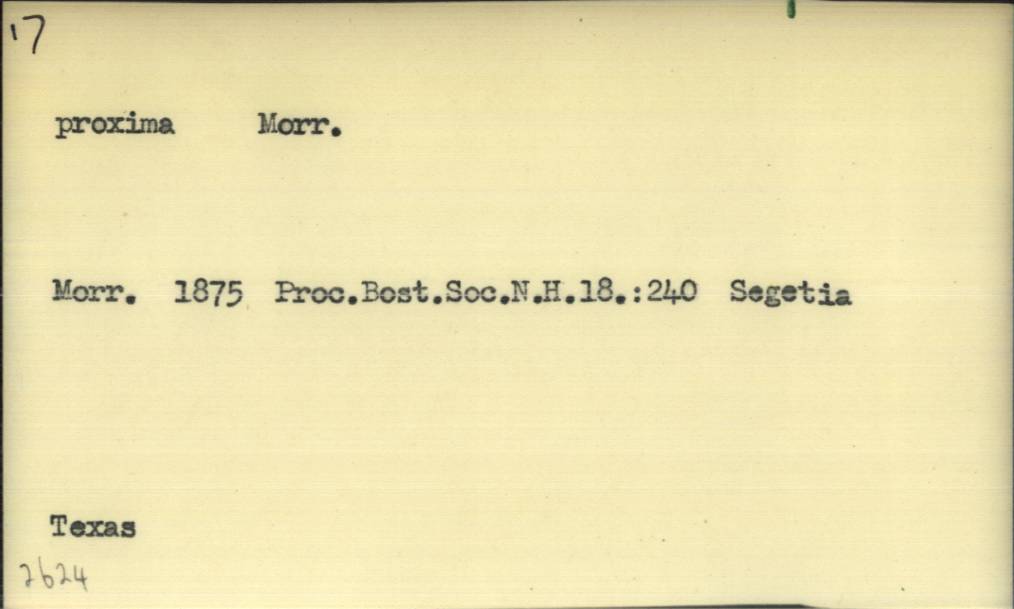 17
proxima Morr.
Morr. 1875 Proc.Bost.Soc.N.H.18.:240 Segetia
Texas
2624